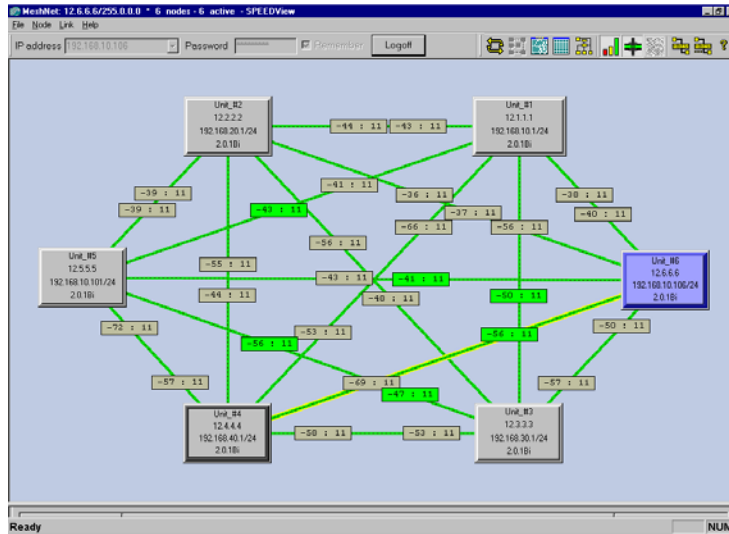 MeshNet: 12.6.6.6/255.0.0.0 * 6 nodes - 6 active - SPEEDView
File Node Link Help
IP address 192.168.10.106 Password Remember Logoff
Unit_#2
12.2.2.2
192.168.20.1/24
2.0.18i
Unit_#1
12.1.1.1
192.168.10.1/24
2.0.18i
-44 : 11
-43 : 11
-41 : 11
-39 : 11
-36 : 11
-38 : 11
-39 : 11
-43 : 11
-37 : 11
-40 : 11
-66 : 11
-56 : 11
-56 : 11
Unit_#5
12.5.5.5
192.168.10.101/24
2.0.18i
Unit_#6
12.6.6.6
192.168.10.106/24
2.0.18i
-55 : 11
-43 : 11
-41 : 11
-44 : 11
-48 : 11
-50 : 11
-72 : 11
-53 : 11
-56 : 11
-50 : 11
-56 : 11
-57 : 11
-69 : 11
-47 : 11
-57 : 11
Unit_#4
12.4.4.4
192.168.40.1/24
2.0.18i
Unit_#3
12.3.3.3
192.168.30.1/24
2.0.18i
-58 : 11
-53 : 11
Ready
NUM